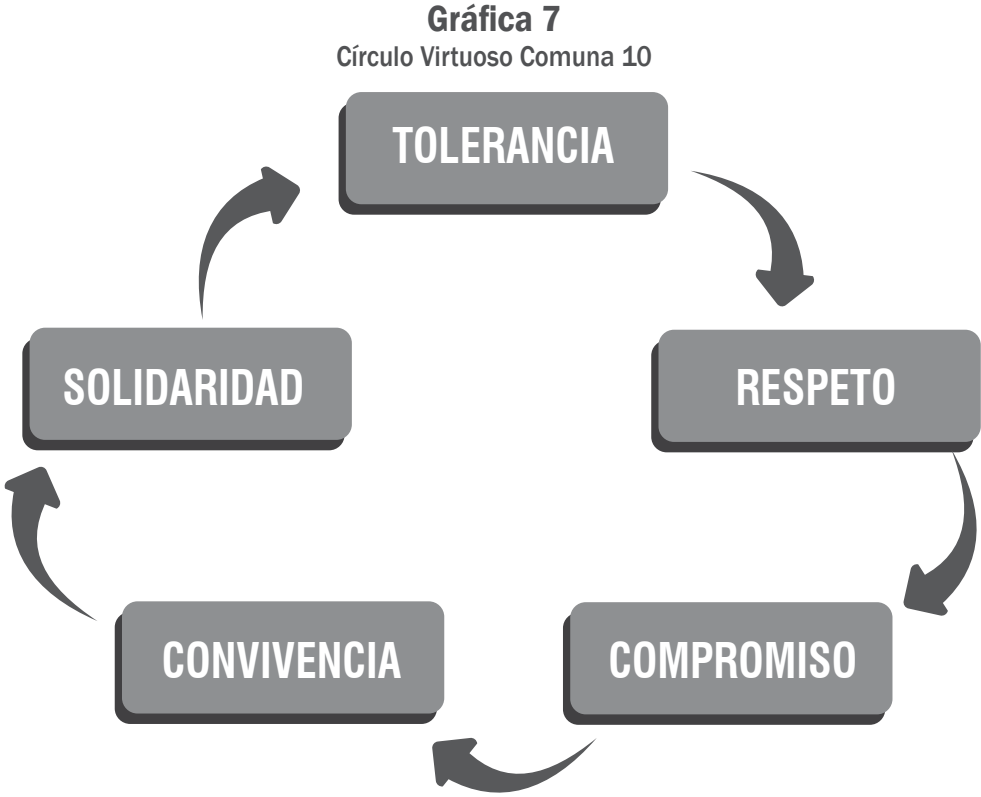 Gráfica 7
Círculo Virtuoso Comuna 10
TOLERANCIA
RESPETO
COMPROMISO
CONVIVENCIA
SOLIDARIDAD